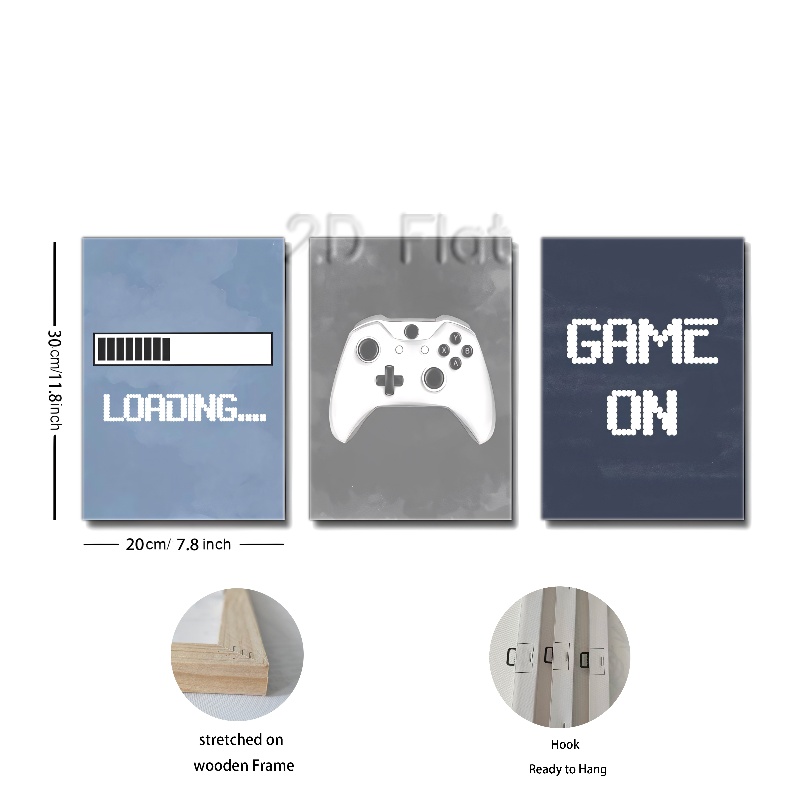 2D Flat
LOADING....
Y
X B
A
GAME
ON
30cm/11.8inch
20cm/ 7.8 inch
stretched on
wooden Frame
Hook
Ready to Hang